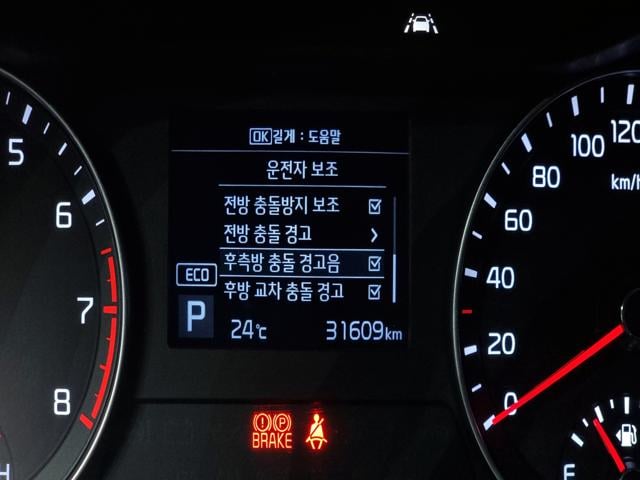 OK길게 : 도움말
운전자 보조
전방 충돌방지 보조
전방 충돌 경고
후측방 충돌 경고음
후방 교차 충돌 경고
ECO
P
24℃ 31609km
5
6
7
8
H
120
100
80
km/h
60
40
20
0
E
(!) (P)
BRAKE